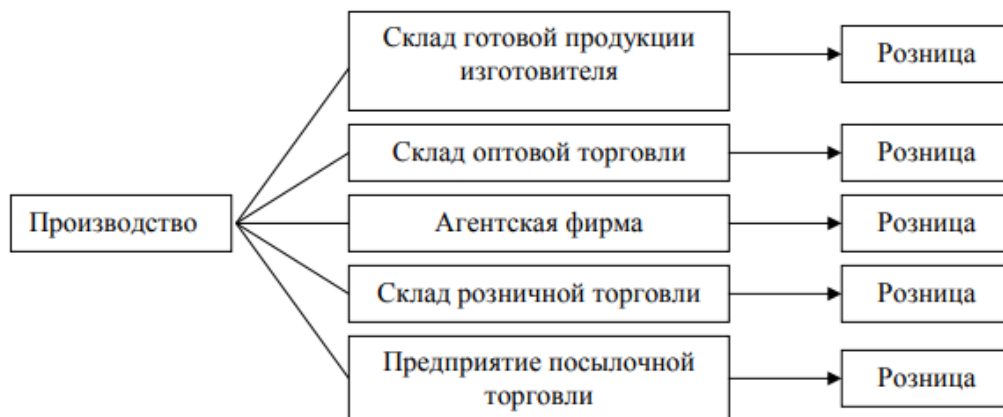 Склад готовой продукции
изготовителя
Розница
Склад оптовой торговли
Розница
Производство
Агентская фирма
Розница
Склад розничной торговли
Розница
Предприятие посылочной
торговли
Розница